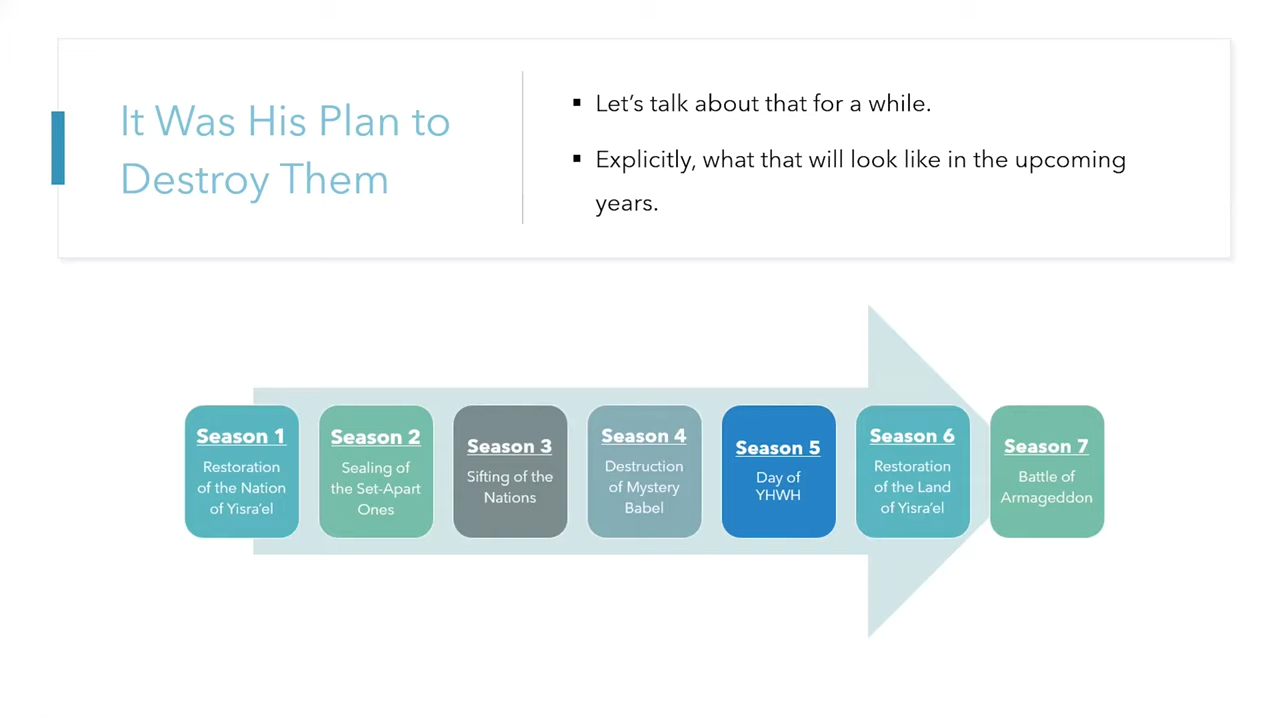 It Was His Plan to
Destroy Them
▪ Let’s talk about that for a while.
▪ Explicitly, what that will look like in the upcoming
years.
Season 1
Restoration
of the Nation
of Yisra’el
Season 2
Sealing of
the Set-Apart
Ones
Season 3
Sifting of the
Nations
Season 4
Destruction
of Mystery
Babel
Season 5
Day of
YHWH
Season 6
Restoration
of the Land
of Yisra’el
Season 7
Battle of
Armageddon